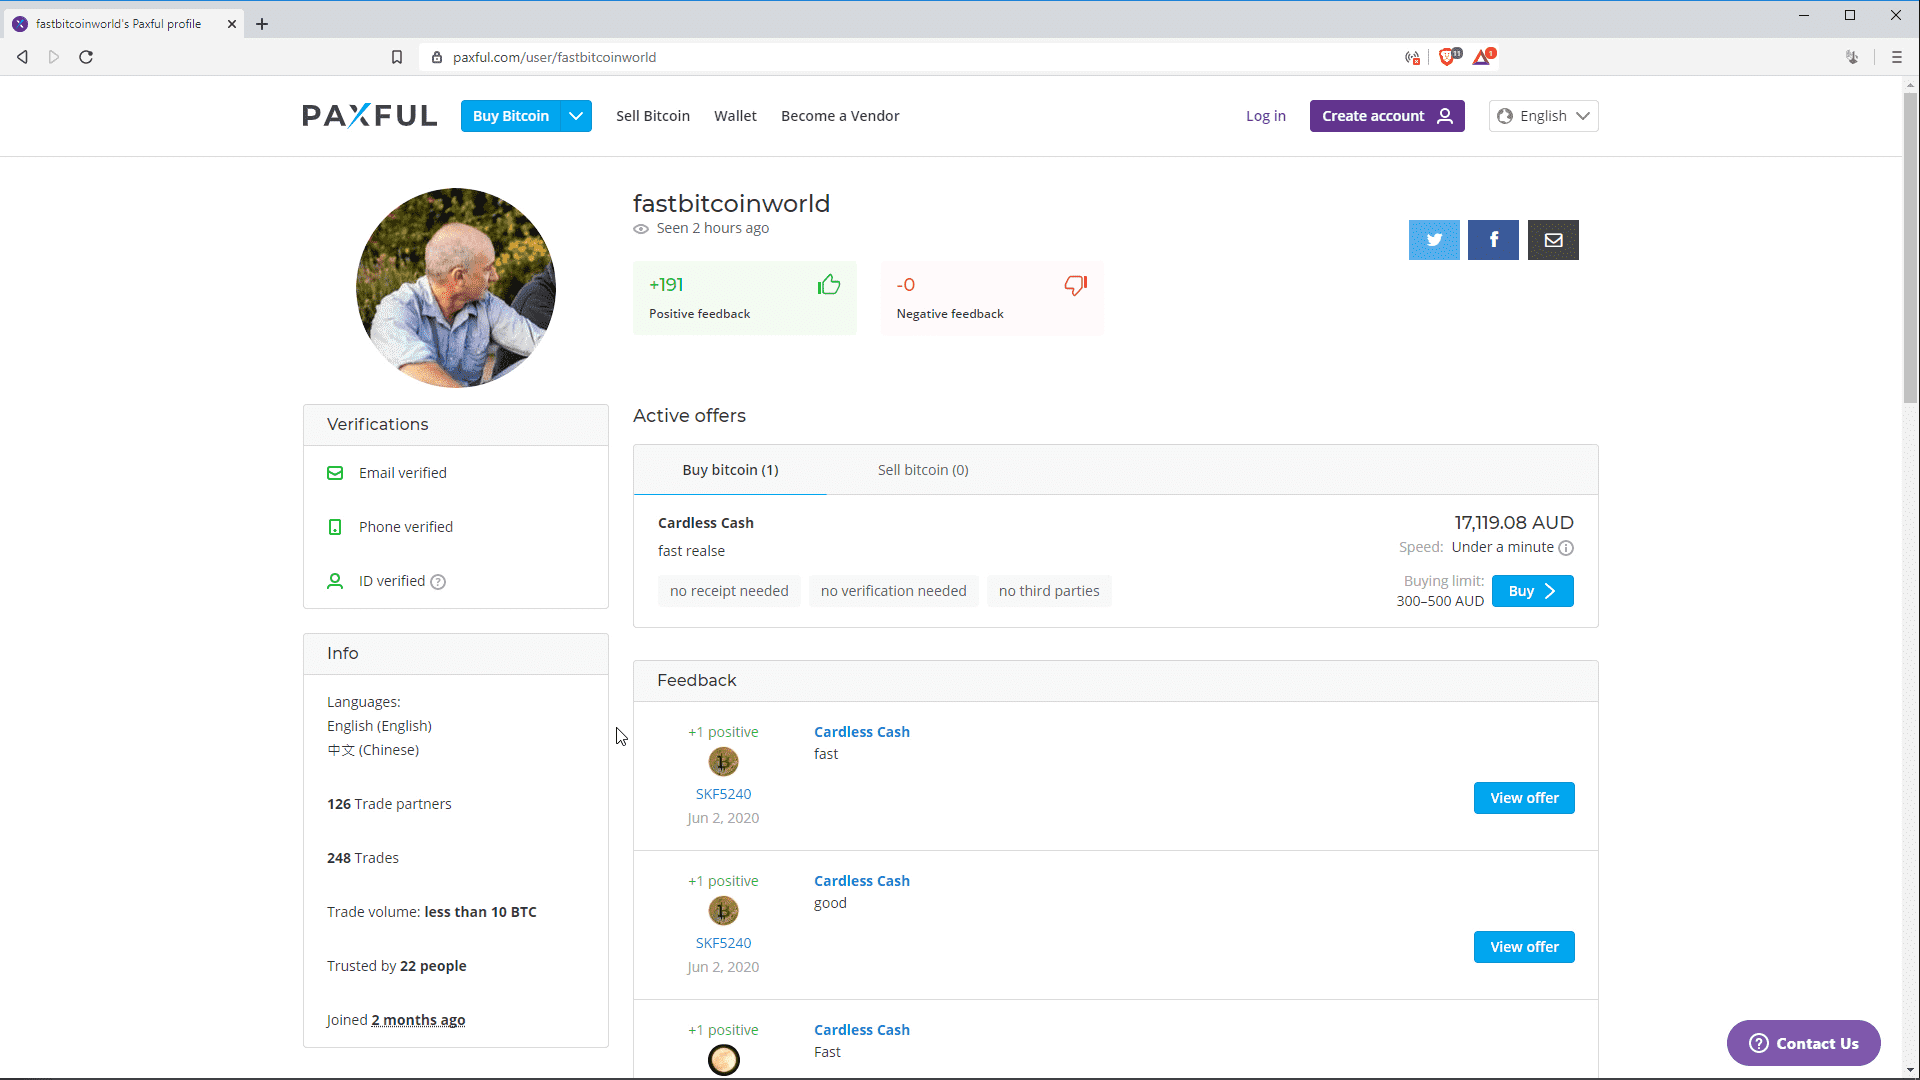 fastbitcoinworld's Paxful profile
paxful.com/user/fastbitcoinworld
11
1
PAXFUL
Buy Bitcoin
Sell Bitcoin
Wallet
Become a Vendor
Log in
Create account
English
fastbitcoinworld
Seen 2 hours ago
+191
Positive feedback
-0
Negative feedback
Verifications
Email verified
Phone verified
ID verified ?
Info
Languages:
English (English)
中文 (Chinese)
126 Trade partners
248 Trades
Trade volume: less than 10 BTC
Trusted by 22 people
Joined 2 months ago
Active offers
Buy bitcoin (1)
Sell bitcoin (0)
Cardless Cash
17,119.08 AUD
fast realse
Speed: Under a minute
no receipt needed
no verification needed
no third parties
Buying limit:
300–500 AUD
Buy
Feedback
+1 positive
SKF5240
Jun 2, 2020
Cardless Cash
fast
View offer
+1 positive
SKF5240
Jun 2, 2020
Cardless Cash
good
View offer
+1 positive
Cardless Cash
Fast
? Contact Us